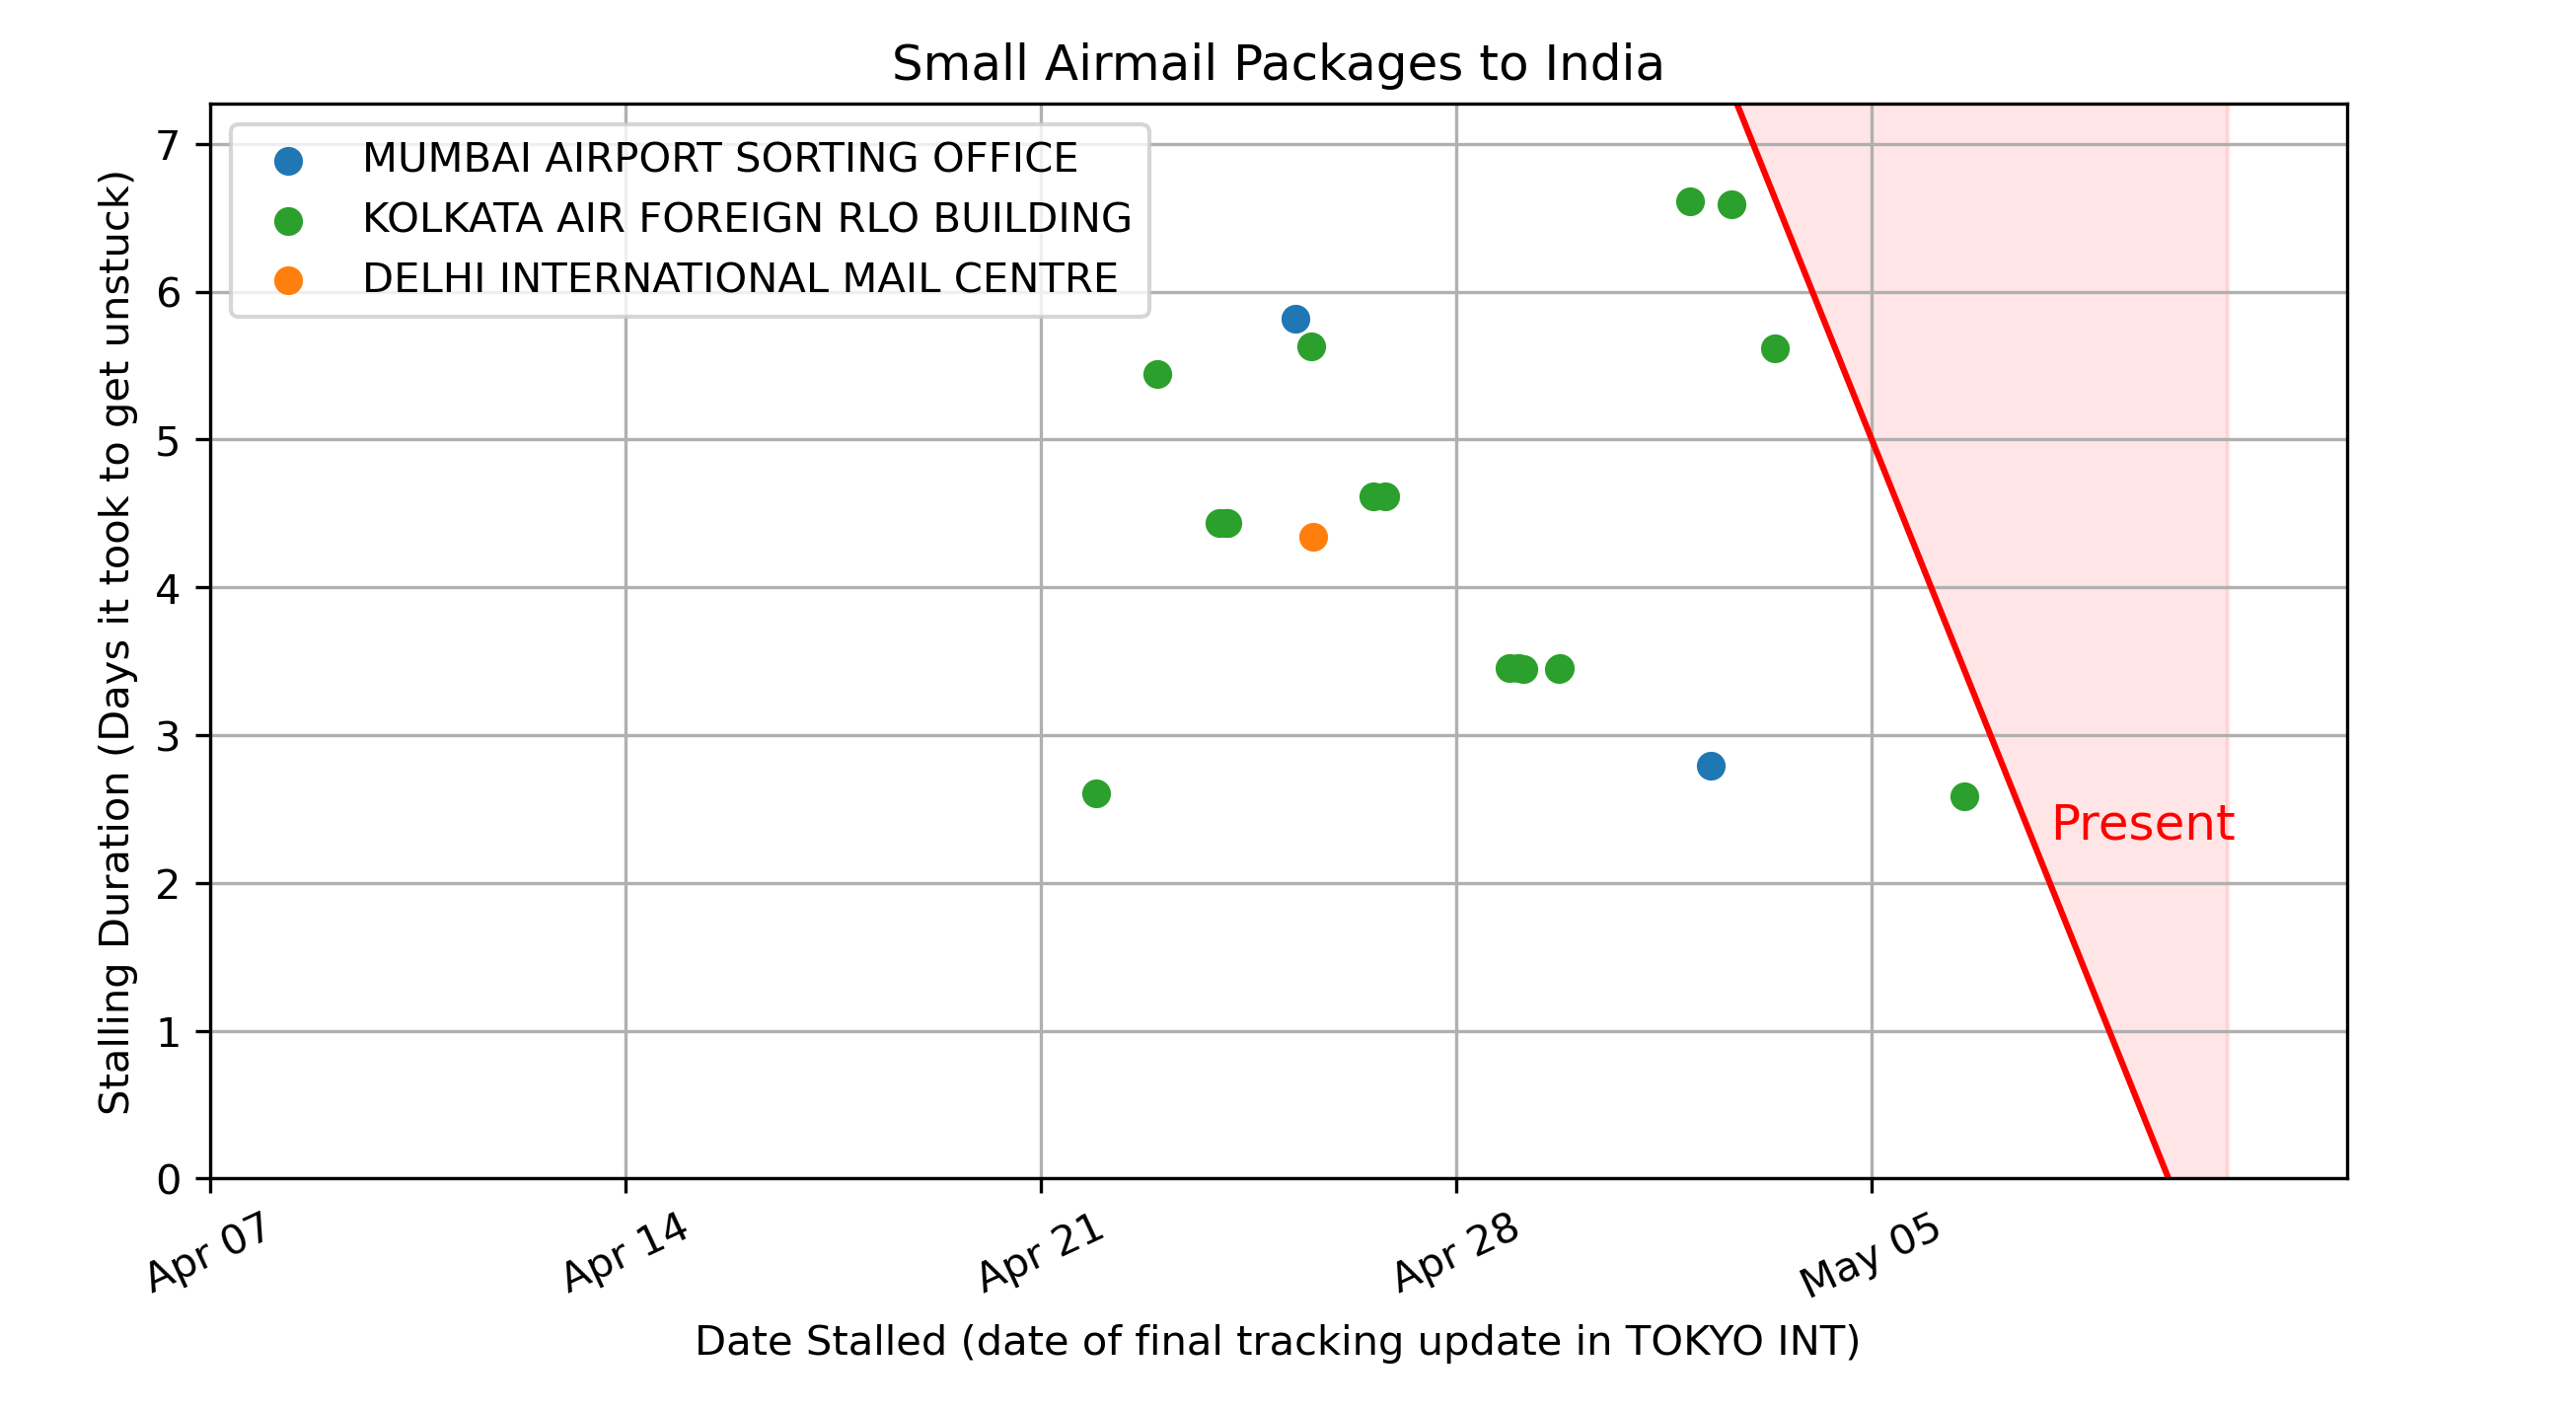 Small Airmail Packages to India
MUMBAI AIRPORT SORTING OFFICE
KOLKATA AIR FOREIGN RLO BUILDING
DELHI INTERNATIONAL MAIL CENTRE
Stalling Duration (Days it took to get unstuck)
7
6
5
4
3
2
1
0
Present
Apr 07
Apr 14
Apr 21
Apr 28
May 05
Date Stalled (date of final tracking update in TOKYO INT)